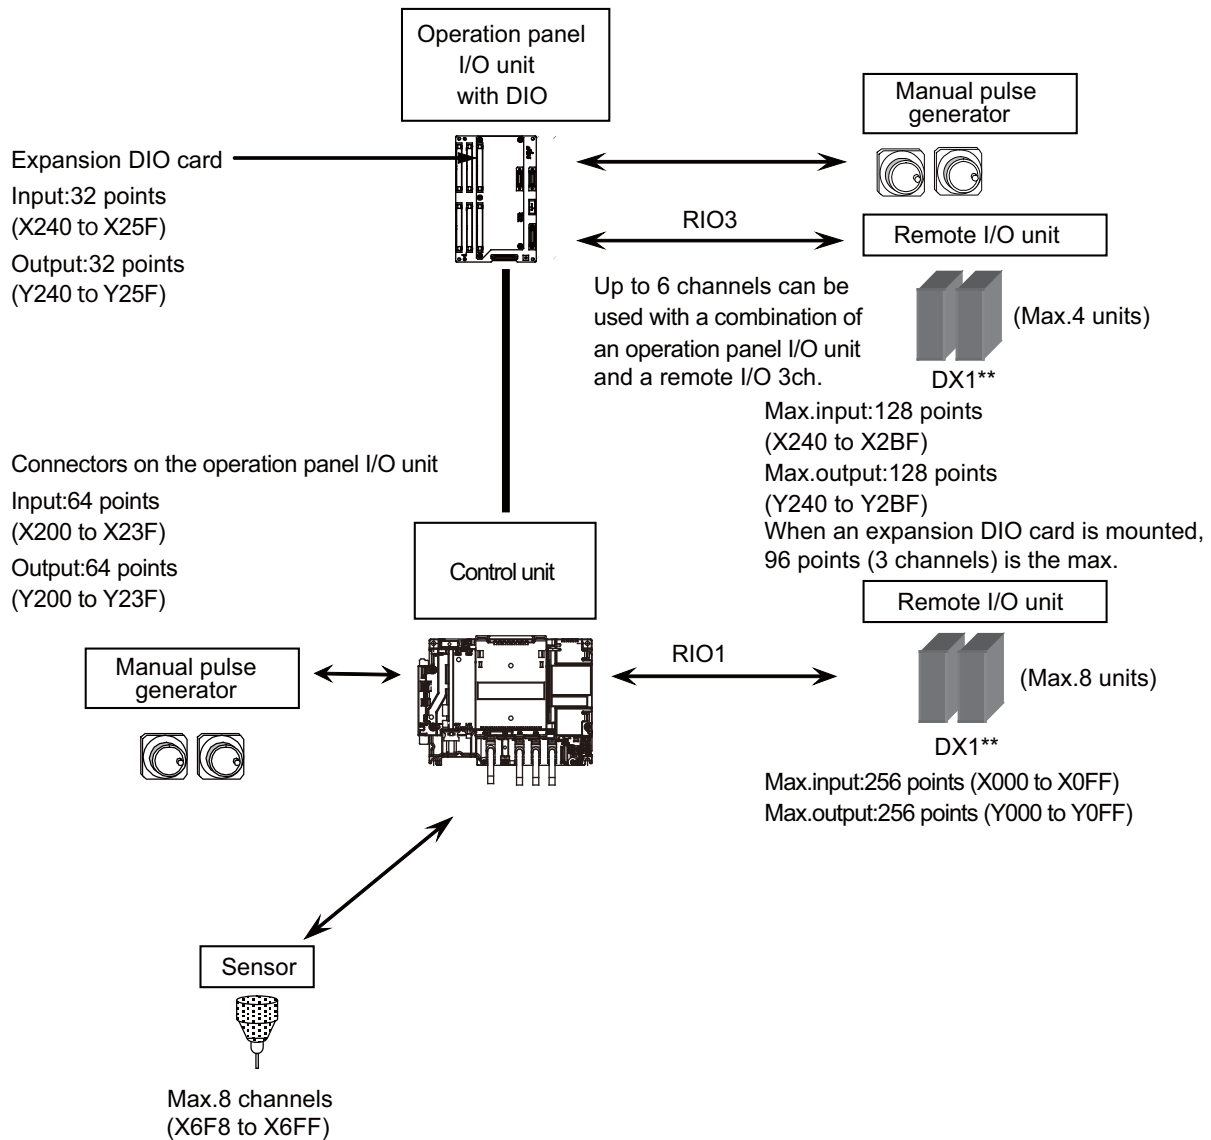 Operation panel
I/O unit
with DIO
Manual pulse
generator
Expansion DIO card
Input:32 points
(X240 to X25F)
Output:32 points
(Y240 to Y25F)
RIO3
Remote I/O unit
Up to 6 channels can be
used with a combination of
an operation panel I/O unit
and a remote I/O 3ch.
(Max.4 units)
DX1**
Max.input:128 points
(X240 to X2BF)
Max.output:128 points
(Y240 to Y2BF)
When an expansion DIO card is mounted,
96 points (3 channels) is the max.
Connectors on the operation panel I/O unit
Input:64 points
(X200 to X23F)
Output:64 points
(Y200 to Y23F)
Control unit
Remote I/O unit
Manual pulse
generator
RIO1
(Max.8 units)
DX1**
Max.input:256 points (X000 to X0FF)
Max.output:256 points (Y000 to Y0FF)
Sensor
Max.8 channels
(X6F8 to X6FF)